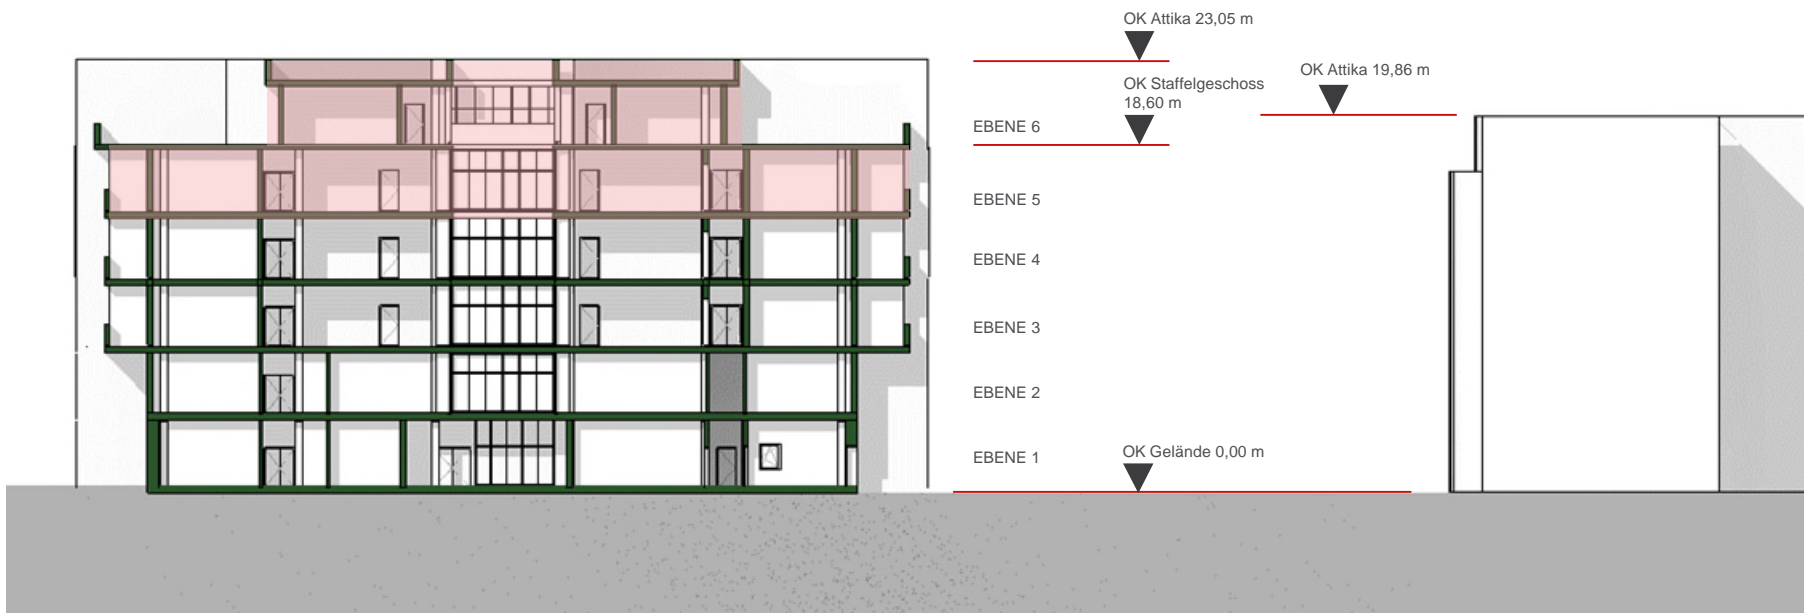 OK Attika 23,05 m
OK Attika 19,86 m
OK Staffelgeschoss
18,60 m
EBENE 6
EBENE 5
EBENE 4
EBENE 3
EBENE 2
EBENE 1
OK Gelände 0,00 m